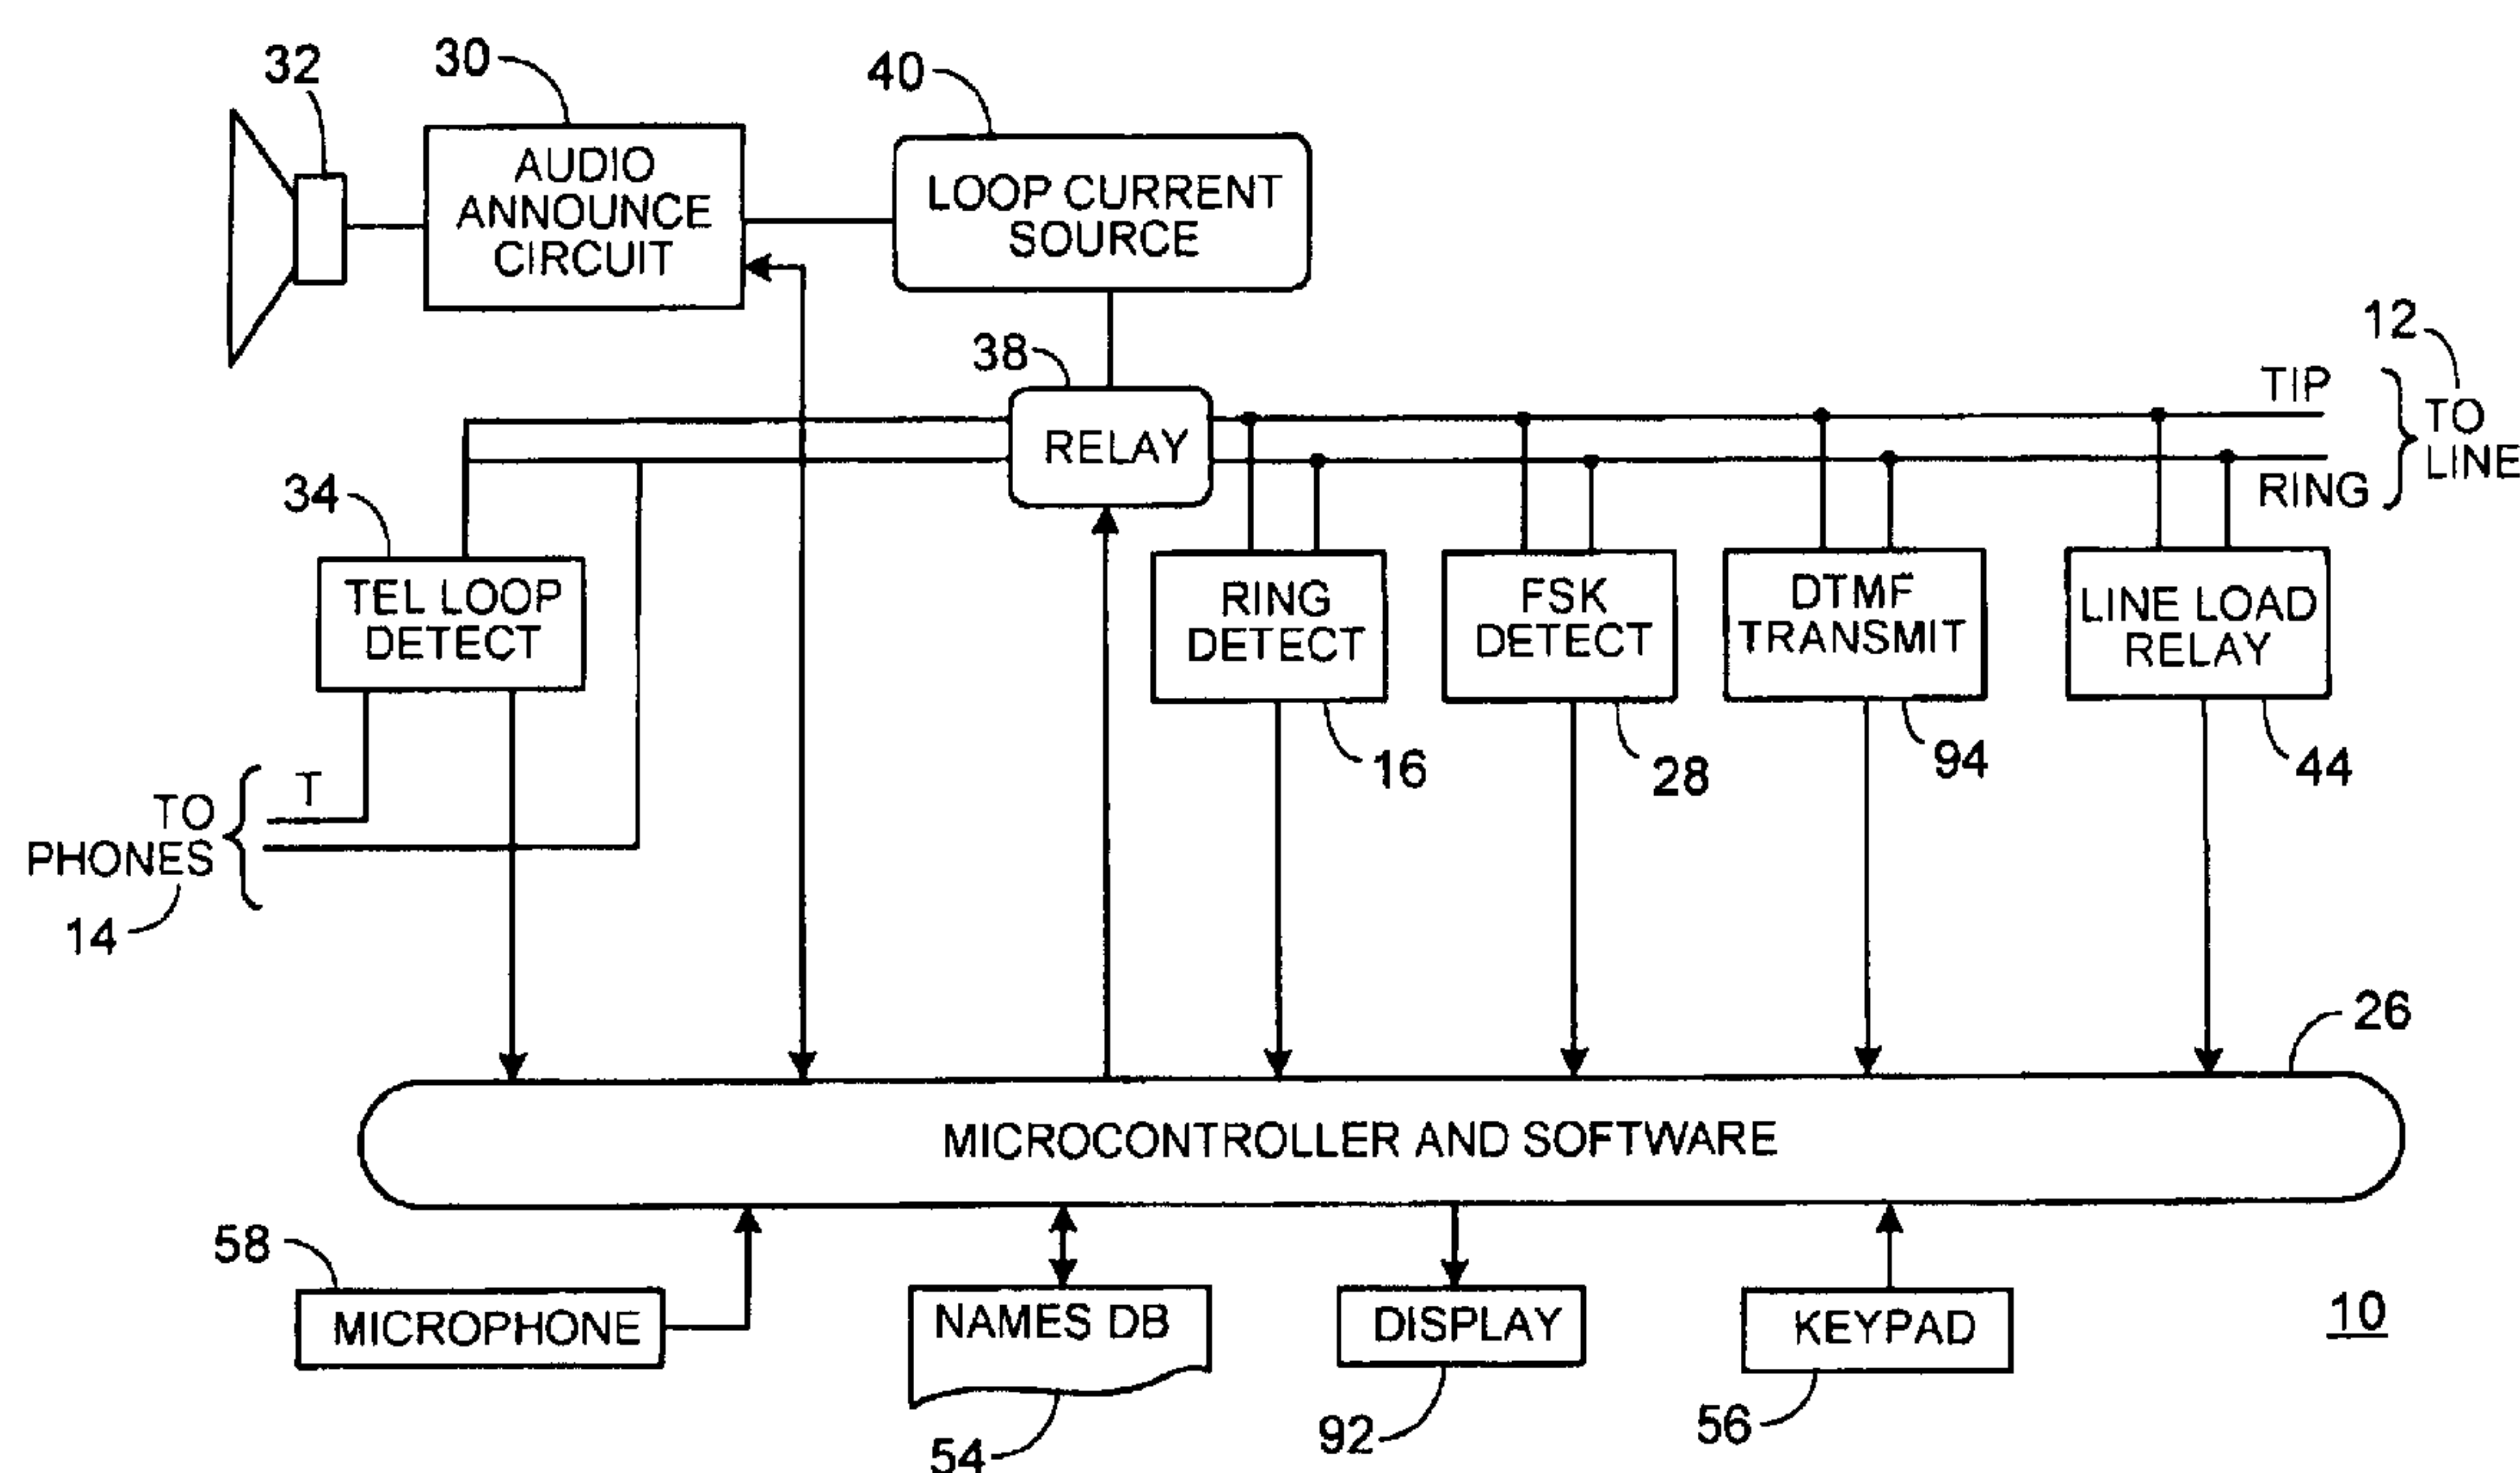 32
30
40
AUDIO
ANNOUNCE
CIRCUIT
LOOP CURRENT
SOURCE
38
RELAY
12
TIP
TO
LINE
RING
34
TEL LOOP
DETECT
RING
DETECT
FSK
DETECT
DTMF
TRANSMIT
LINE LOAD
RELAY
16
28
94
44
T
TO
PHONES
14
26
MICROCONTROLLER AND SOFTWARE
58
MICROPHONE
NAMES DB
DISPLAY
KEYPAD
10
54
92
56